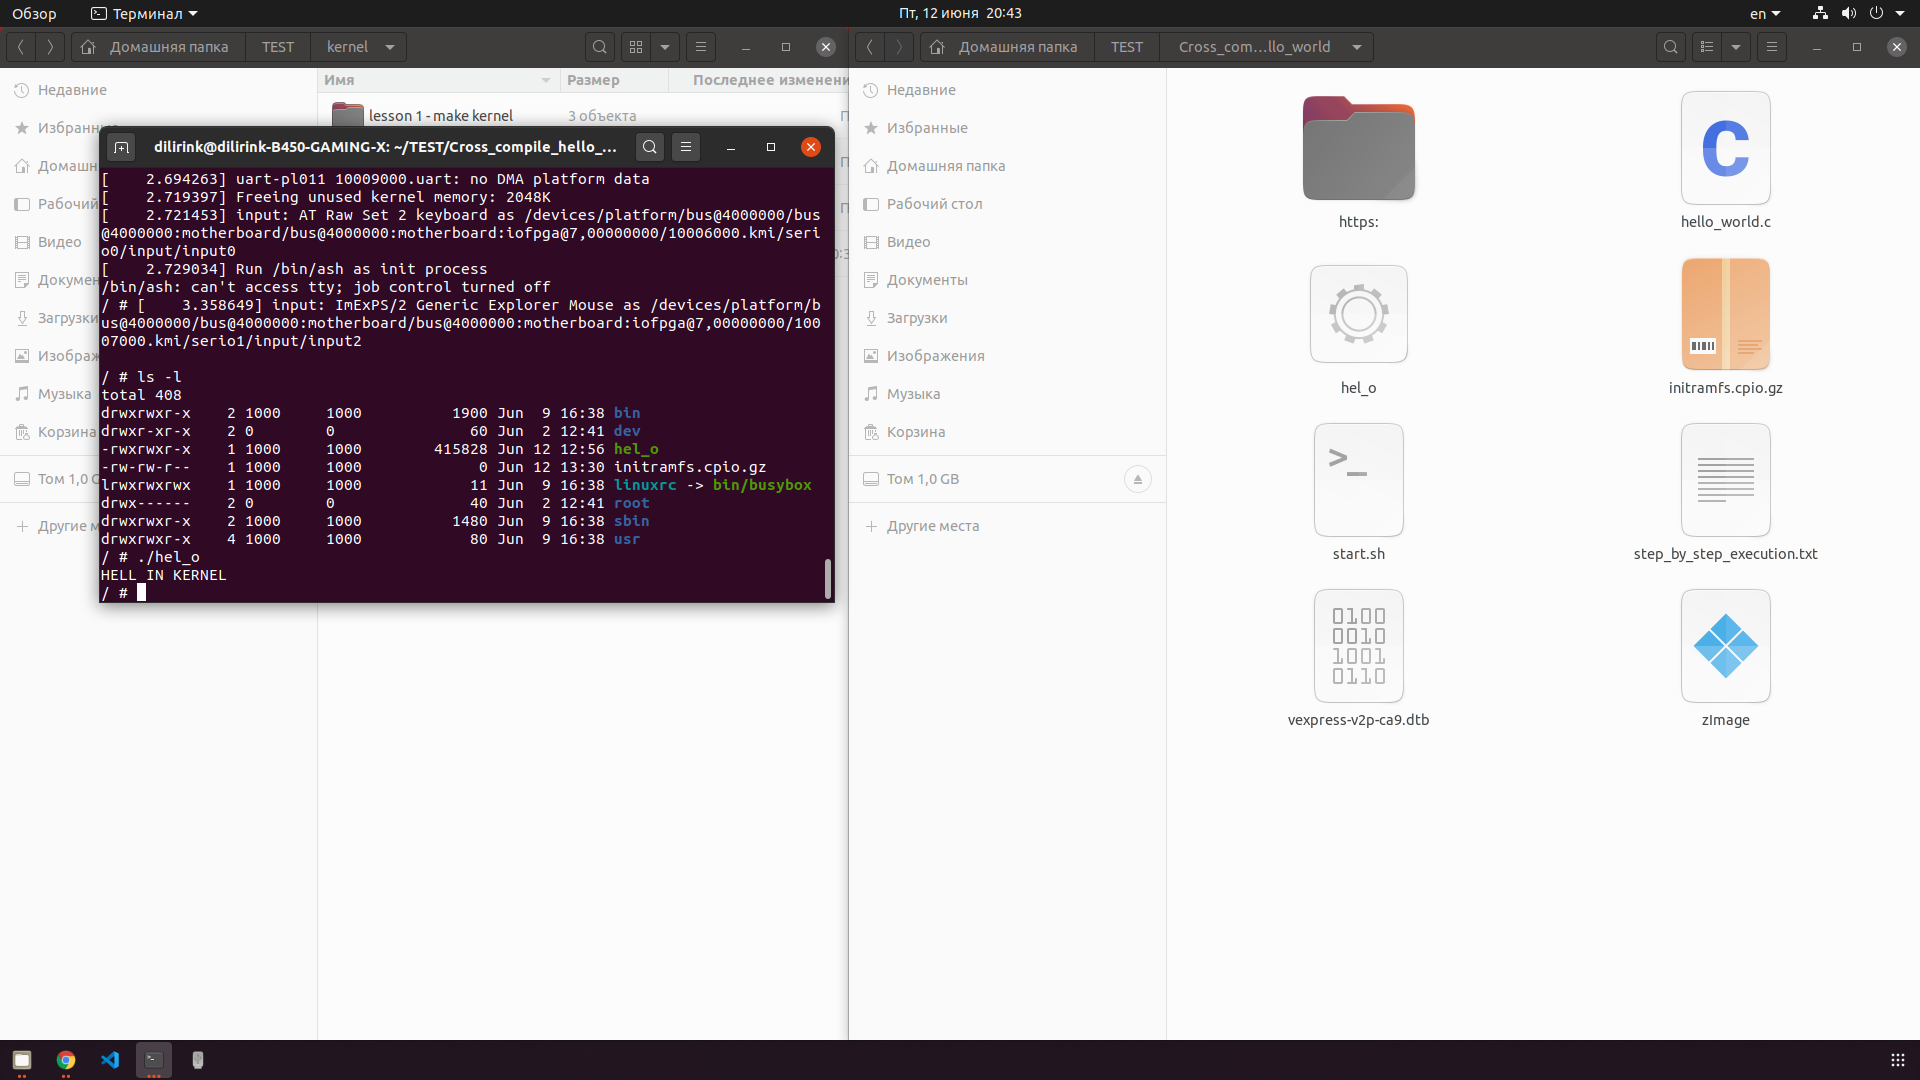 Обзор
Терминал
Пт, 12 июня 20:43
en
Домашняя папка
TEST
kernel
Домашняя папка
TEST
Cross_com…llo_world
Недавние
Избранные
Домашн
Рабочий
Видео
Докумен
Загрузки
Изображ
Музыка
Корзина
Том 1,0 G
Другие м
Имя
Размер
Последнее изменени
lesson 1 - make kernel
3 объекта
dilirink@dilirink-B450-GAMING-X: ~/TEST/Cross_compile_hello_...
[    2.694263] uart-pl011 10009000.uart: no DMA platform data
[    2.719397] Freeing unused kernel memory: 2048K
[    2.721453] input: AT Raw Set 2 keyboard as /devices/platform/bus@4000000/bus
@4000000:motherboard/bus@4000000:motherboard:iofpga@7,00000000/10006000.kmi/seri
o0/input/input0
[    2.729034] Run /bin/ash as init process
/bin/ash: can't access tty; job control turned off
/ # [    3.358649] input: ImExPS/2 Generic Explorer Mouse as /devices/platform/b
us@4000000/bus@4000000:motherboard/bus@4000000:motherboard:iofpga@7,00000000/100
07000.kmi/serio1/input/input2
/ # ls -l
total 408
drwxrwxr-x    2 1000     1000          1900 Jun  9 16:38 bin
drwxr-xr-x    2 0        0               60 Jun  2 12:41 dev
-rwxrwxr-x    1 1000     1000        415828 Jun 12 12:56 hel_o
-rw-rw-r--    1 1000     1000             0 Jun 12 13:30 initramfs.cpio.gz
lrwxrwxrwx    1 1000     1000            11 Jun  9 16:38 linuxrc -> bin/busybox
drwx------    2 0        0               40 Jun  2 12:41 root
drwxrwxr-x    2 1000     1000          1480 Jun  9 16:38 sbin
drwxrwxr-x    4 1000     1000            80 Jun  9 16:38 usr
/ # ./hel_o
HELL IN KERNEL
/ #
Недавние
Избранные
Домашняя папка
Рабочий стол
Видео
Документы
Загрузки
Изображения
Музыка
Корзина
Том 1,0 GB
Другие места
https:
hello_world.c
hel_o
initramfs.cpio.gz
start.sh
step_by_step_execution.txt
vexpress-v2p-ca9.dtb
zImage